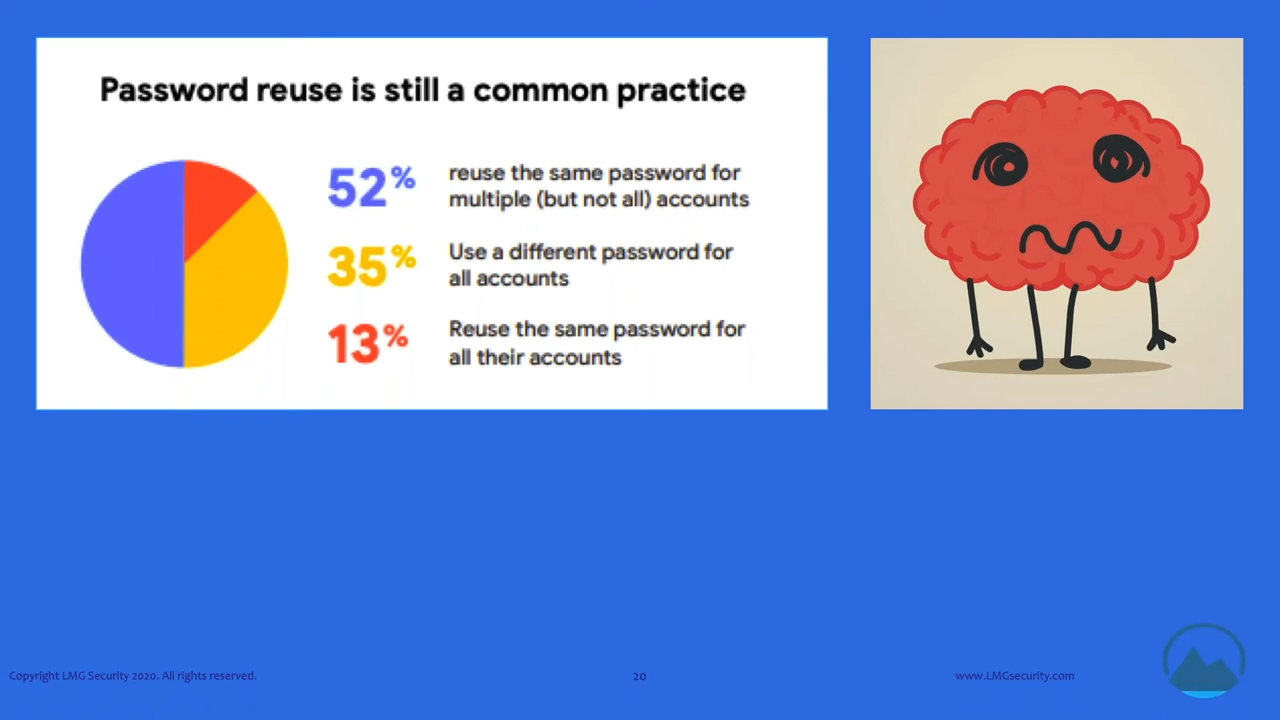 Password reuse is still a common practice
52%
reuse the same password for
multiple (but not all) accounts
35%
Use a different password for
all accounts
13%
Reuse the same password for
all their accounts
Copyright LMG Security 2020. All rights reserved.
20
www.LMGsecurity.com